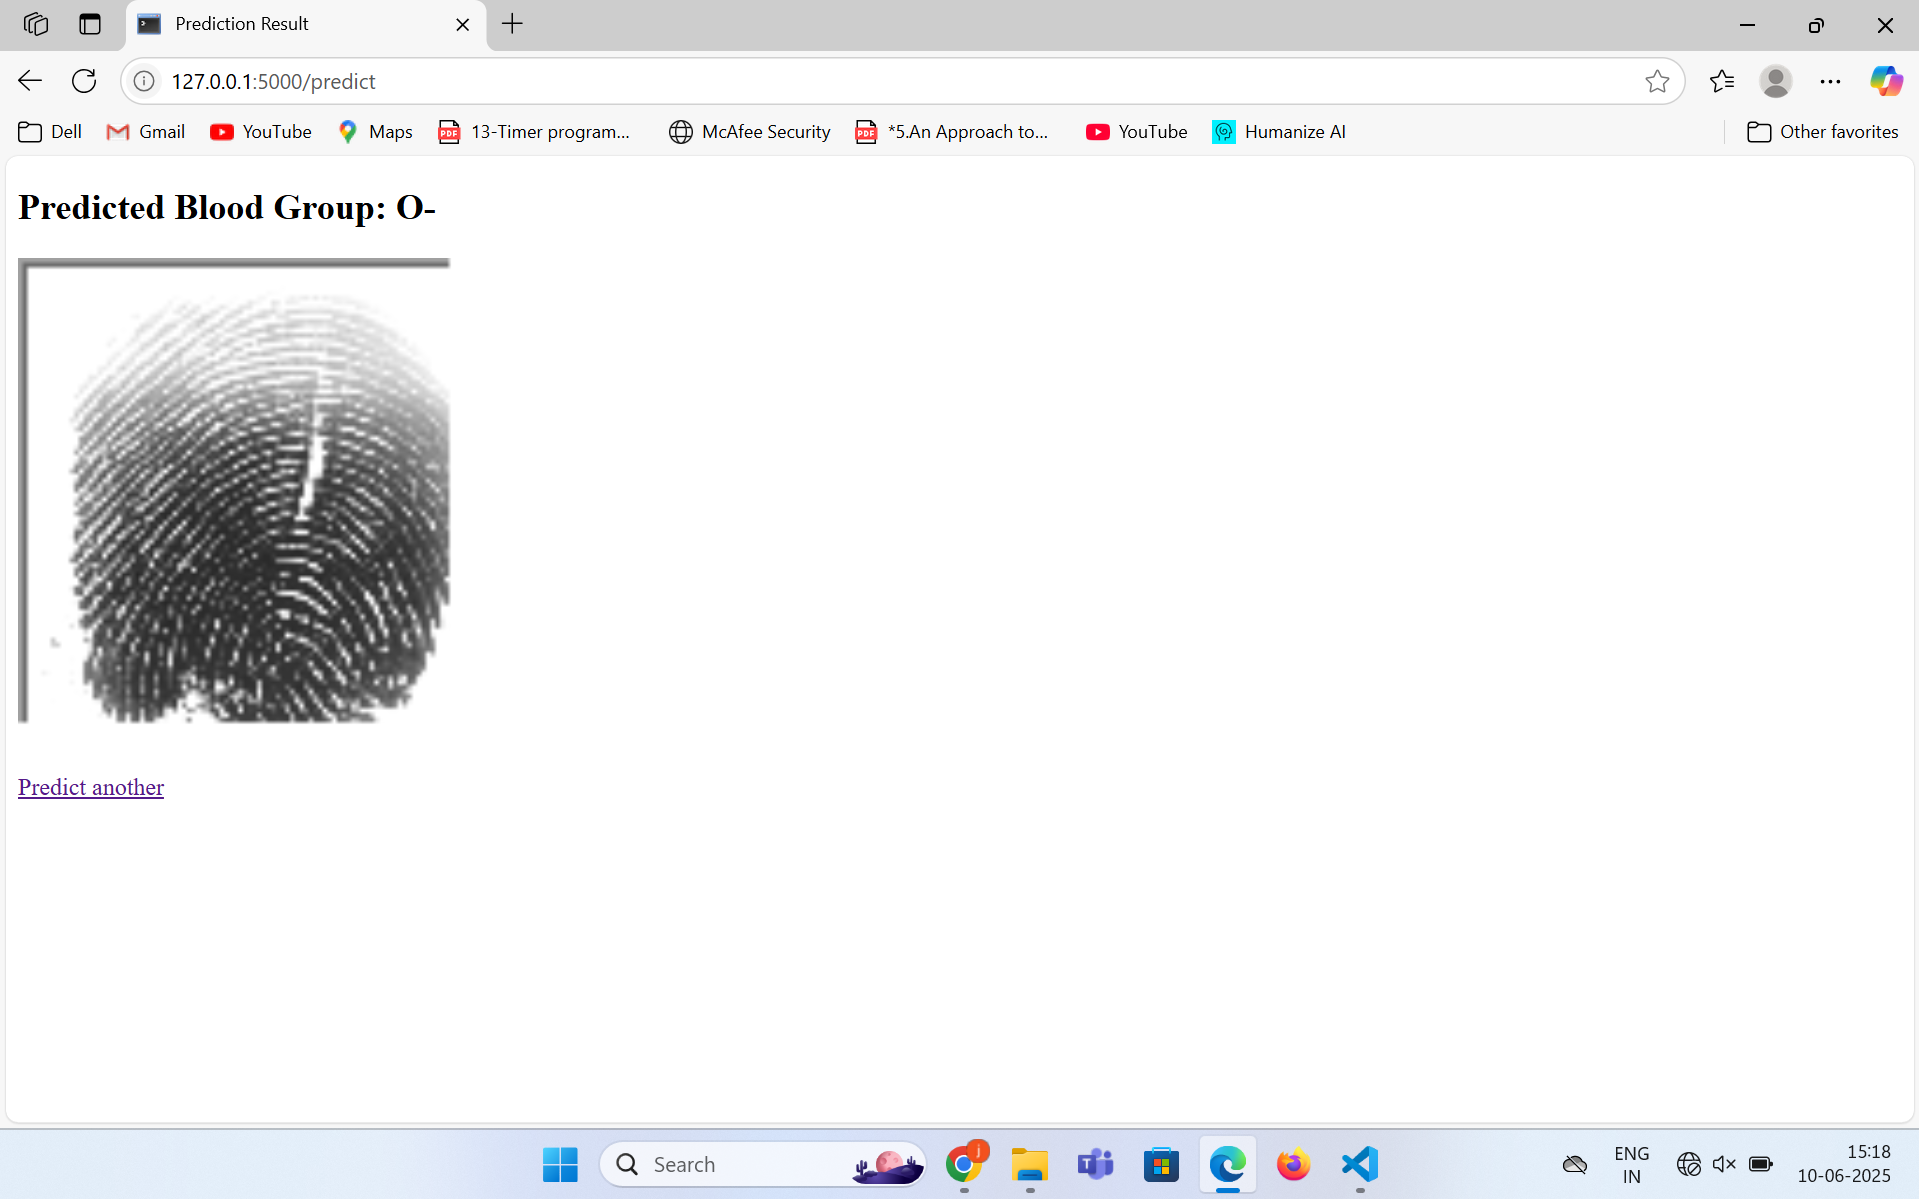 Prediction Result
127.0.0.1:5000/predict
Dell Gmail YouTube Maps PDF 13-Timer program... McAfee Security PDF *5.An Approach to... YouTube Humanize AI Other favorites
Predicted Blood Group: O-
Predict another
Search
j
ENG
IN
15:18
10-06-2025